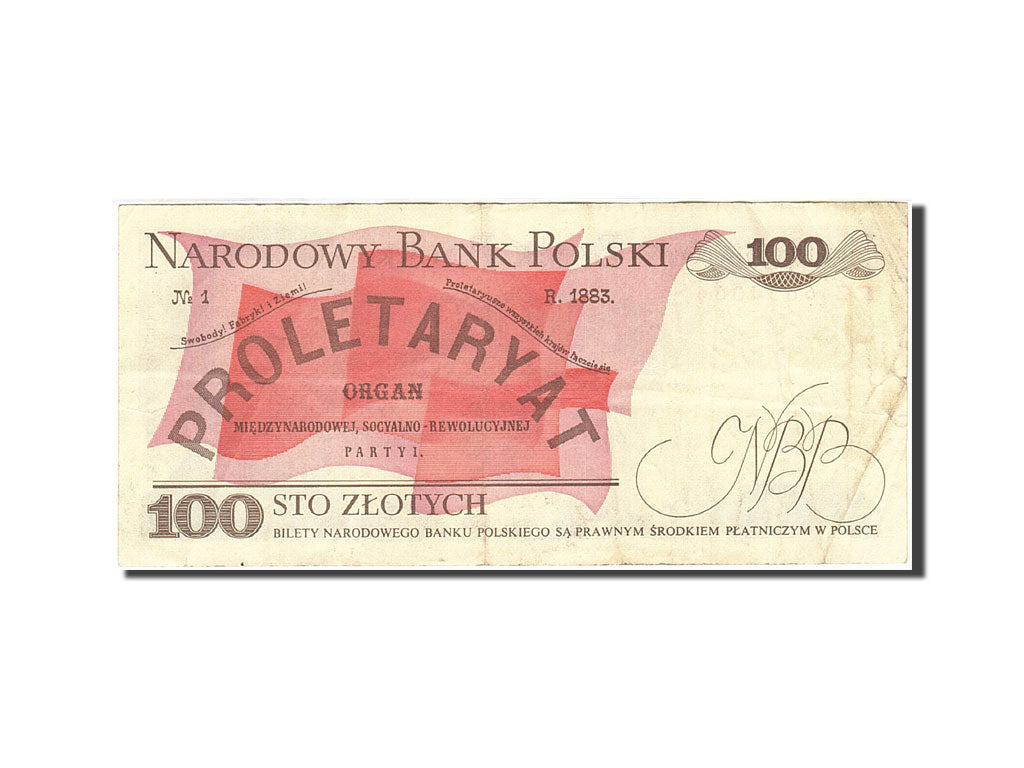 NARODOWY BANK POLSKI
100
№ 1
R. 1883.
Swobody! Fabryk! i Ziemi!
Proletaryusze wszystkich krajów łączcie się
PROLETARYAT
ORGAN
MIĘDZYNARODOWEJ, SOCYALNO-REWOLUCYJNEJ
PARTYI.
NBP
100 STO ZŁOTYCH
BILETY NARODOWEGO BANKU POLSKIEGO SĄ PRAWNYM ŚRODKIEM PŁATNICZYM W POLSCE